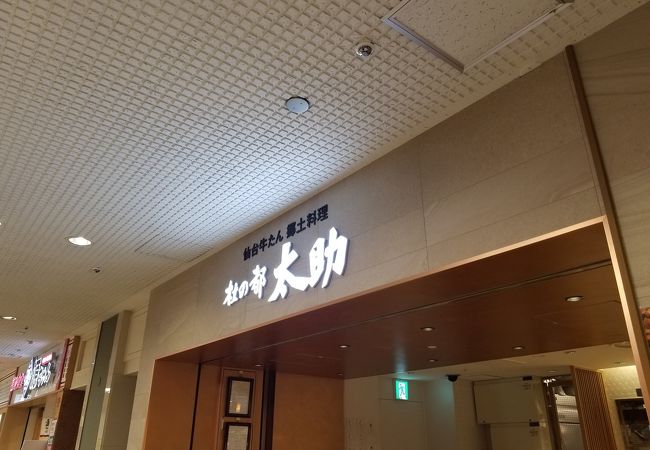 仙台牛たん 郷土料理
杜の都 太助